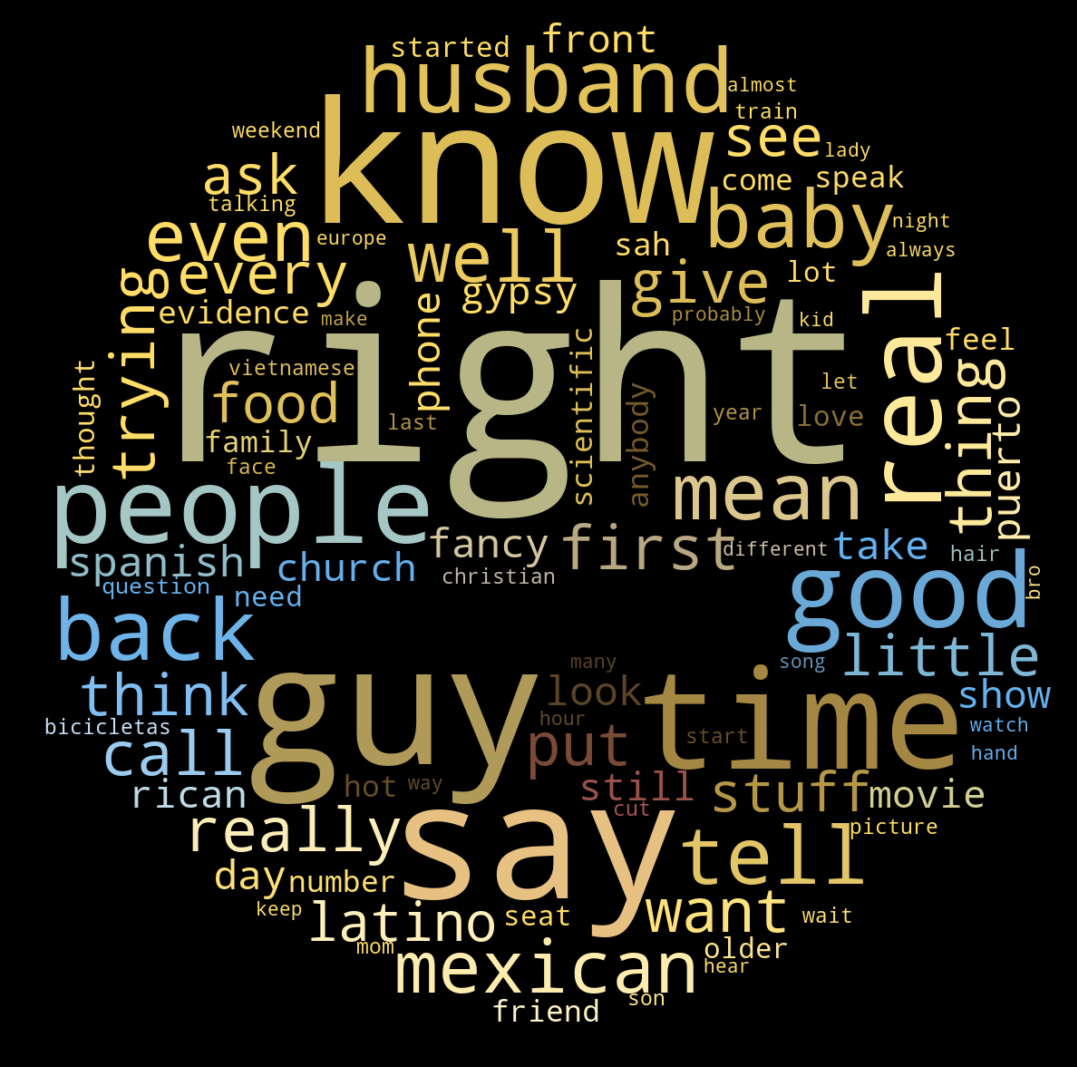 started
front
husband
almost
train
know
weekend
see
lady
ask
come
speak
talking
baby
night
even
europe
well
sah
always
every
gypsy
give
lot
real
trying
evidence
make
phone
probably
kid
right
feel
thought
vietnamese
scientific
let
thing
puerto
food
last
anybody
year
love
family
face
people
mean
spanish
church
fancy
first
different
take
hair
christian
question
need
good
bro
back
many
song
little
think
guy
look
time
show
bicicletas
hour
start
watch
call
put
hand
rican
hot
way
still
stuff
movie
cut
really
say
picture
tell
day
number
keep
latino
seat
want
wait
mom
mexican
older
hear
son
friend